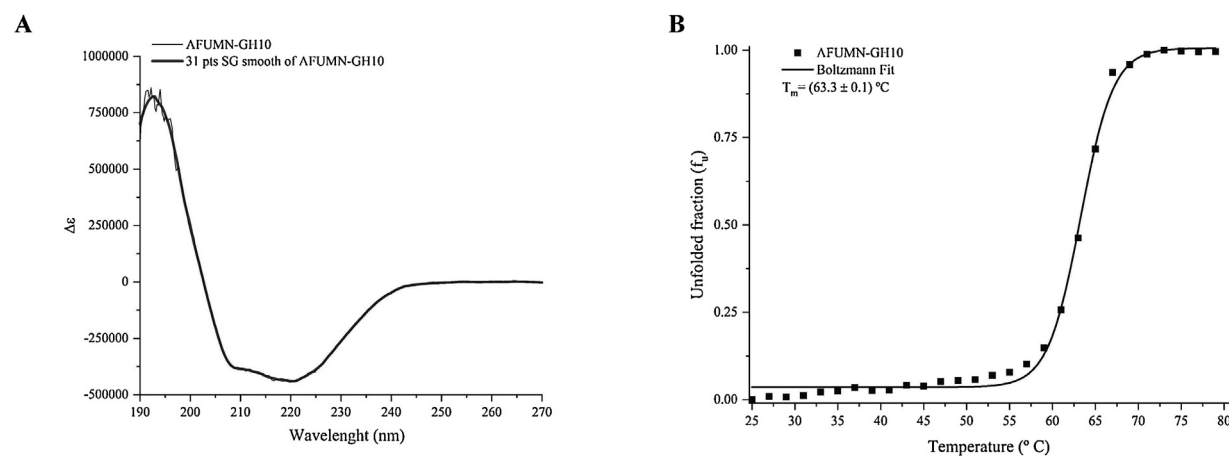 A
ΛFUMN-GH10
31 pts SG smooth of ΛFUMN-GH10
1000000
750000
500000
250000
0
-250000
-500000
Δε
190 200 210 220 230 240 250 260 270
Wavelenght (nm)
B
ΛFUMN-GH10
Boltzmann Fit
Tm= (63.3 ± 0.1) ºC
1.00
0.75
0.50
0.25
0.00
Unfolded fraction (fu)
25 30 35 40 45 50 55 60 65 70 75 80
Temperature (º C)